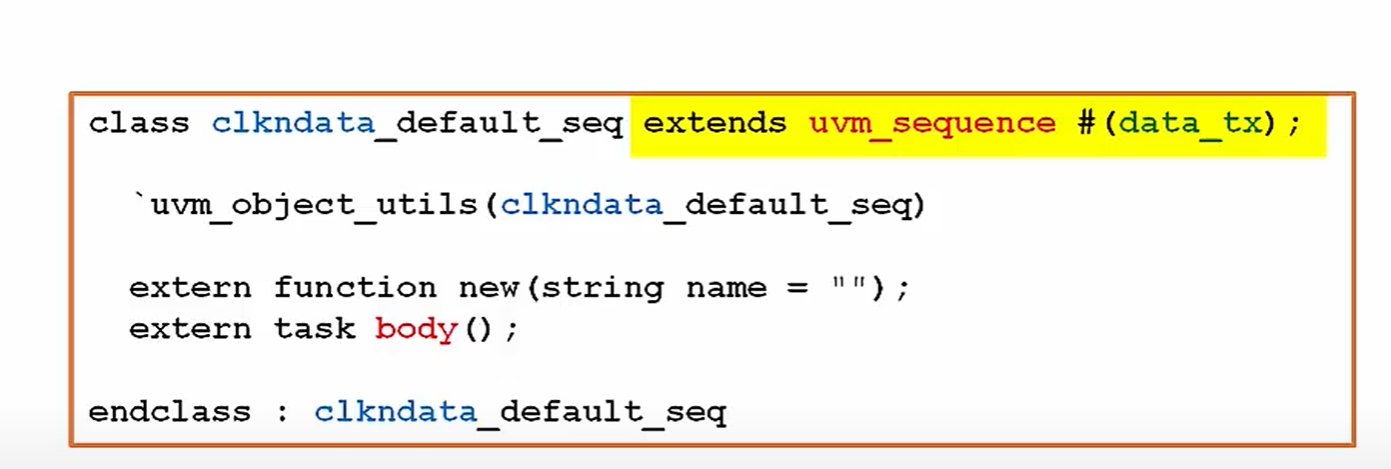 class clkndata_default_seq extends uvm_sequence #(data_tx);
`uvm_object_utils(clkndata_default_seq)
extern function new(string name = "");
extern task body();
endclass : clkndata_default_seq